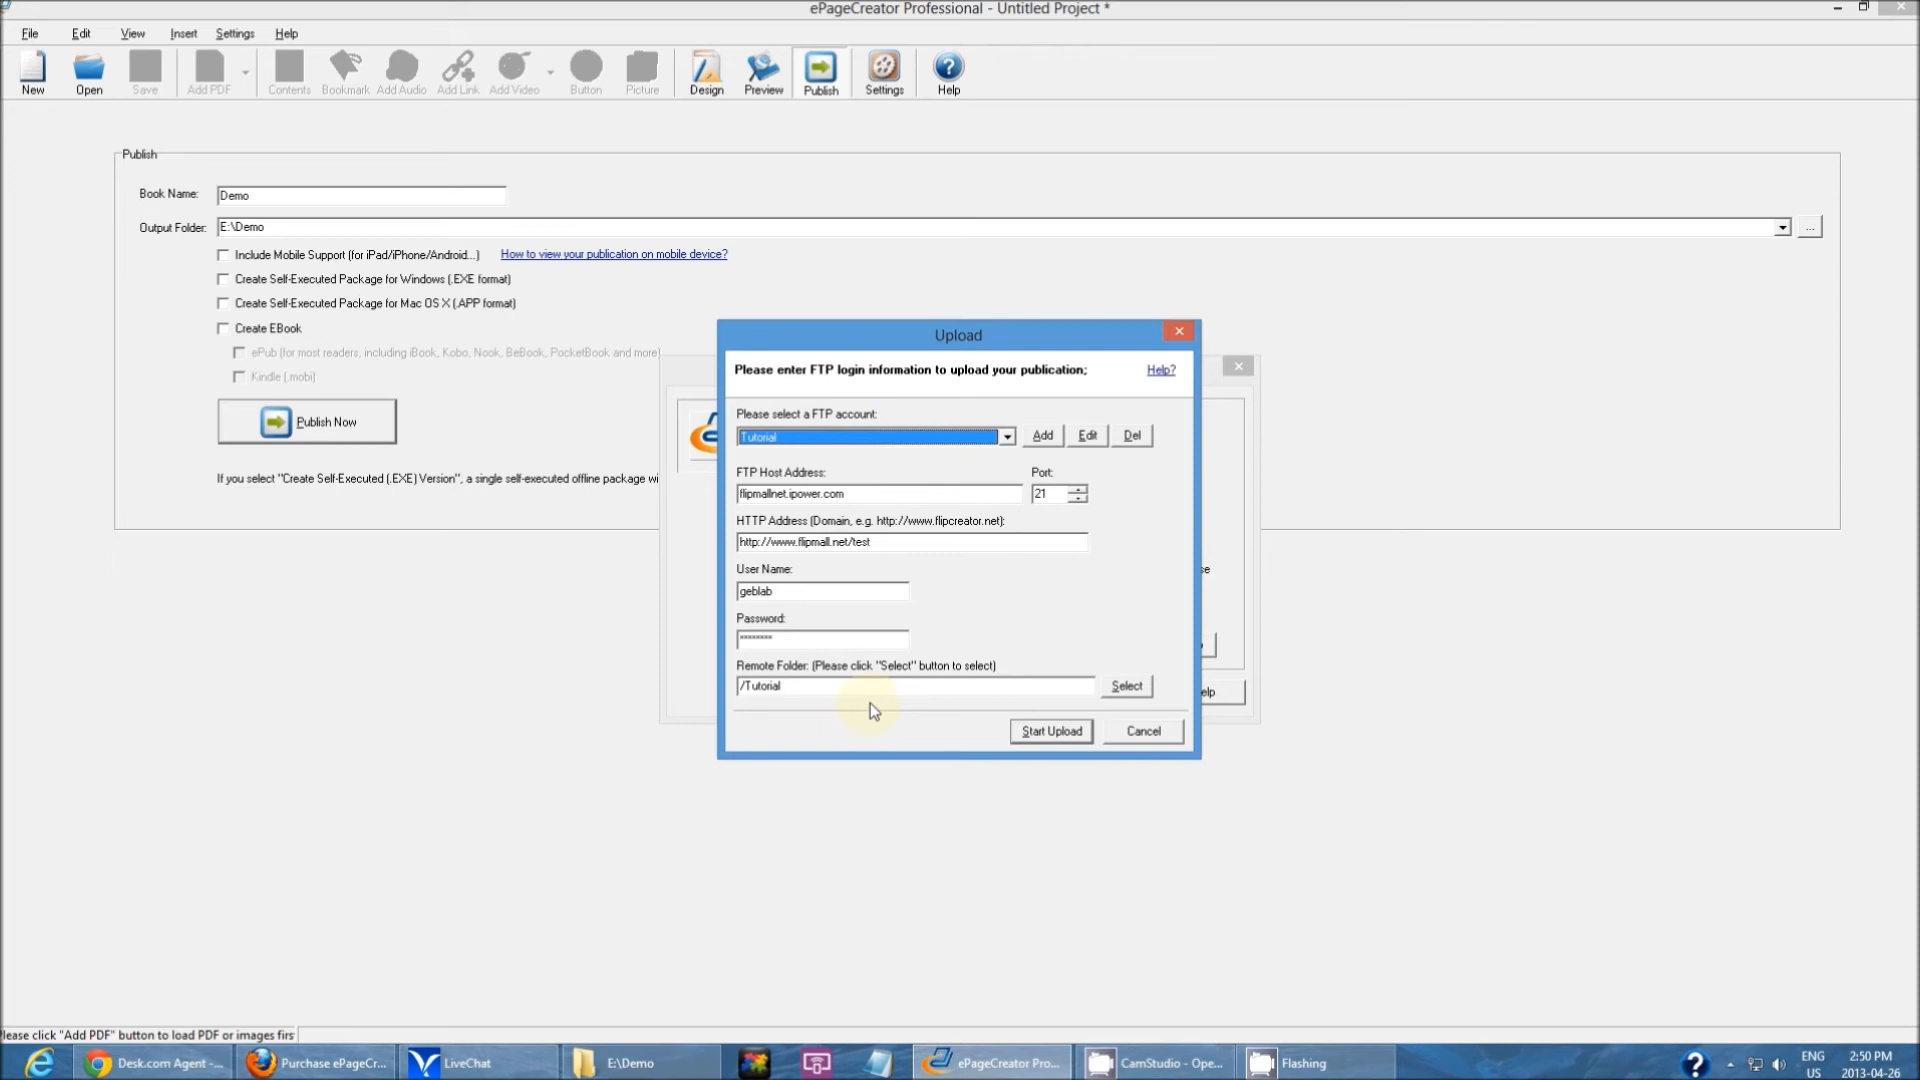 ePageCreator Professional - Untitled Project *
File Edit View Insert Settings Help
New Open Save Add PDF Contents Bookmark Add Audio Add Link Add Video Button Picture Design Preview Publish Settings Help
Publish
Book Name: Demo
Output Folder: E:\Demo ...
Include Mobile Support (for iPad/iPhone/Android...) How to view your publication on mobile device?
Create Self-Executed Package for Windows (.EXE format)
Create Self-Executed Package for Mac OS X (.APP format)
Create EBook
ePub (for most readers, including iBook, Kobo, Nook, BeBook, PocketBook and more)
Kindle (.mobi)
Publish Now
If you select "Create Self-Executed (.EXE) Version", a single self-executed offline package wi
Upload
Please enter FTP login information to upload your publication; Help?
Please select a FTP account:
Tutorial Add Edit Del
FTP Host Address: Port:
flipmallnet.ipower.com 21
HTTP Address (Domain, e.g. http://www.flipcreator.net):
http://www.flipmall.net/test
User Name:
geblab
Password:
********
Remote Folder: (Please click "Select" button to select)
/Tutorial Select
Start Upload Cancel
se
elp
Please click "Add PDF" button to load PDF or images firs
Desk.com Agent -... Purchase ePageCr... LiveChat E:\Demo ePageCreator Pro... CamStudio - Ope... Flashing ENG 2:50 PM
US 2013-04-26